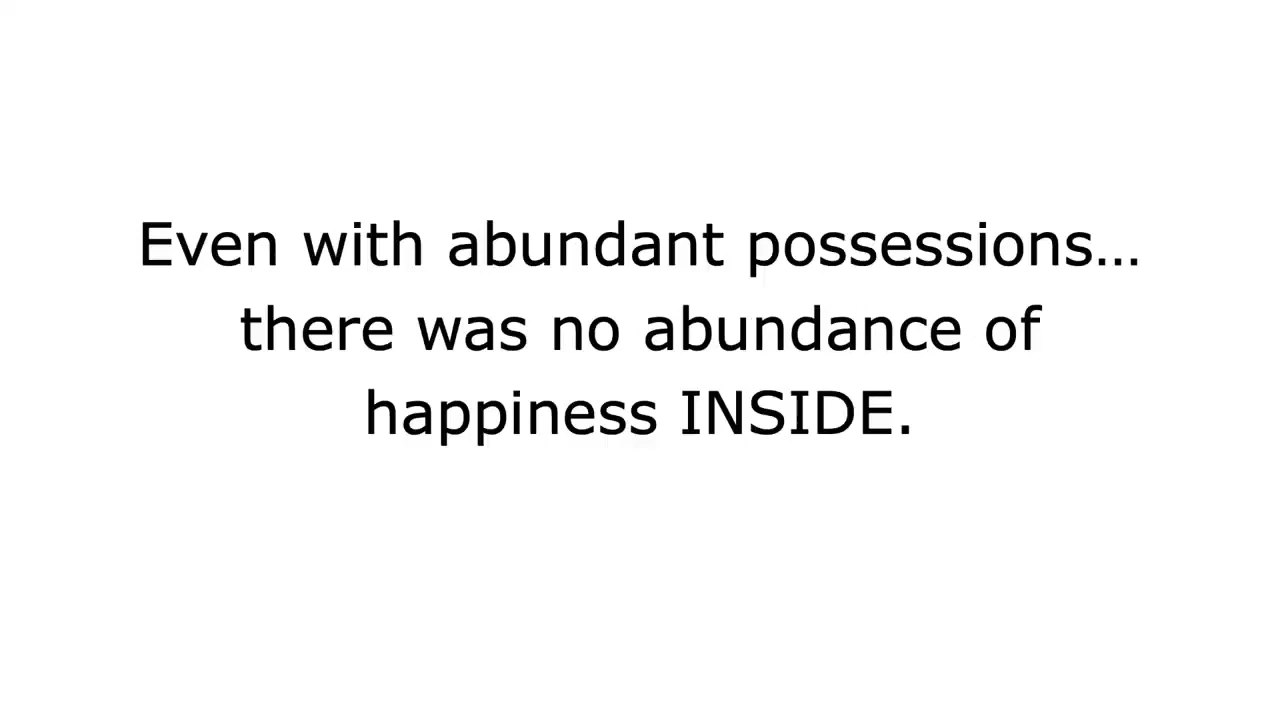 Even with abundant possessions…
there was no abundance of
happiness INSIDE.